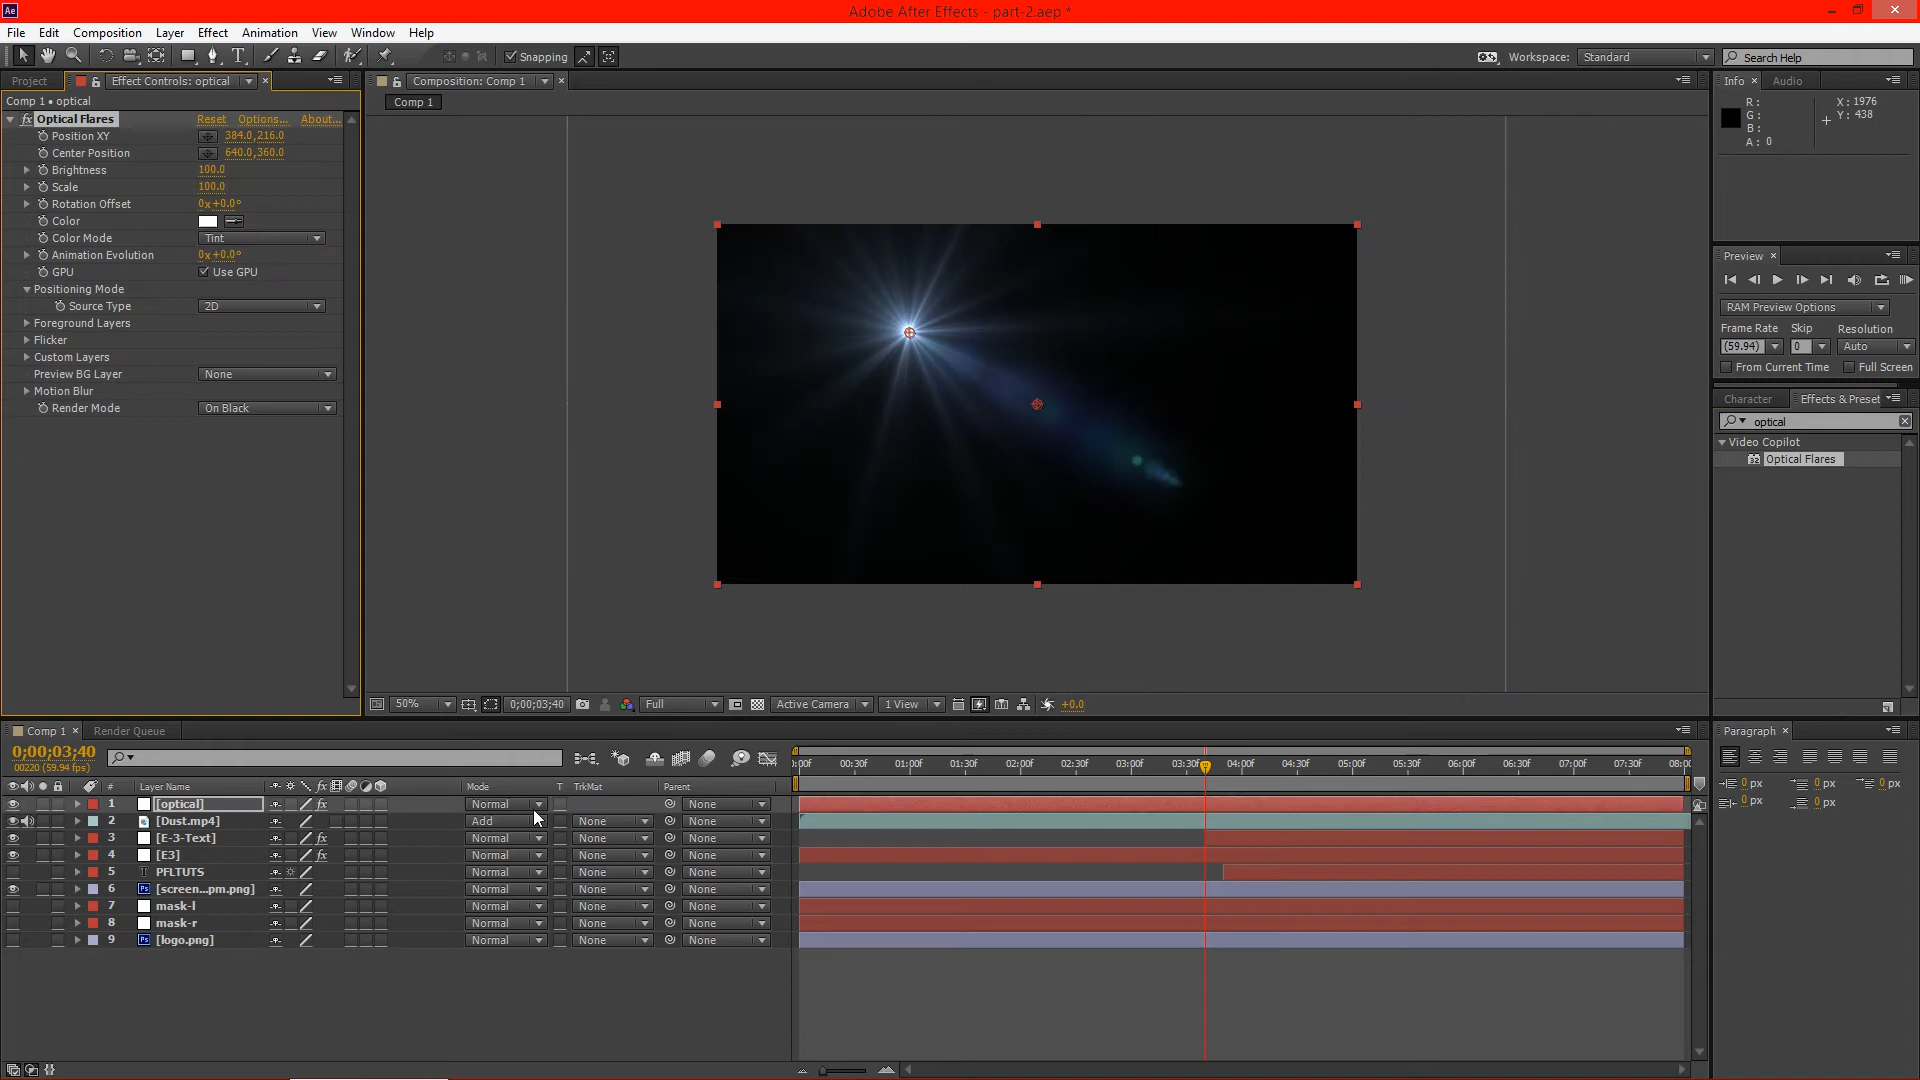 Ae
Adobe After Effects - part-2.aep *
File Edit Composition Layer Effect Animation View Window Help
Snapping
Workspace: Standard
Search Help
Project
Effect Controls: optical
Composition: Comp 1
Info
Audio
Comp 1 • optical
Comp 1
R:
G:
B:
A: 0
X: 1976
Y: 438
fx Optical Flares Reset Options... About...
Position XY 384.0,216.0
Center Position 640.0,360.0
Brightness 100.0
Scale 100.0
Rotation Offset 0x+0.0°
Color
Color Mode Tint
Animation Evolution 0x+0.0°
GPU Use GPU
Positioning Mode
Source Type 2D
Foreground Layers
Flicker
Custom Layers
Preview BG Layer None
Motion Blur
Render Mode On Black
Preview
RAM Preview Options
Frame Rate Skip Resolution
(59.94) 0 Auto
From Current Time Full Screen
Character Effects & Preset
optical
Video Copilot
32 Optical Flares
50% 0;00;03;40 Full Active Camera 1 View +0.0
Comp 1 Render Queue
Paragraph
0;00;03;40
00220 (59.94 fps)
:00f 00:30f 01:00f 01:30f 02:00f 02:30f 03:00f 03:30f 04:00f 04:30f 05:00f 05:30f 06:00f 06:30f 07:00f 07:30f 08:00f
# Layer Name fx Mode T TrkMat Parent
1 [optical] fx Normal None
2 [Dust.mp4] Add None None
3 [E-3-Text] fx Normal None None
4 [E3] fx Normal None None
5 T PFLTUTS Normal None None
6 [screen...pm.png] Normal None None
7 mask-l Normal None None
8 mask-r Normal None None
9 [logo.png] Normal None None
0 px 0 px 0 px
0 px 0 px